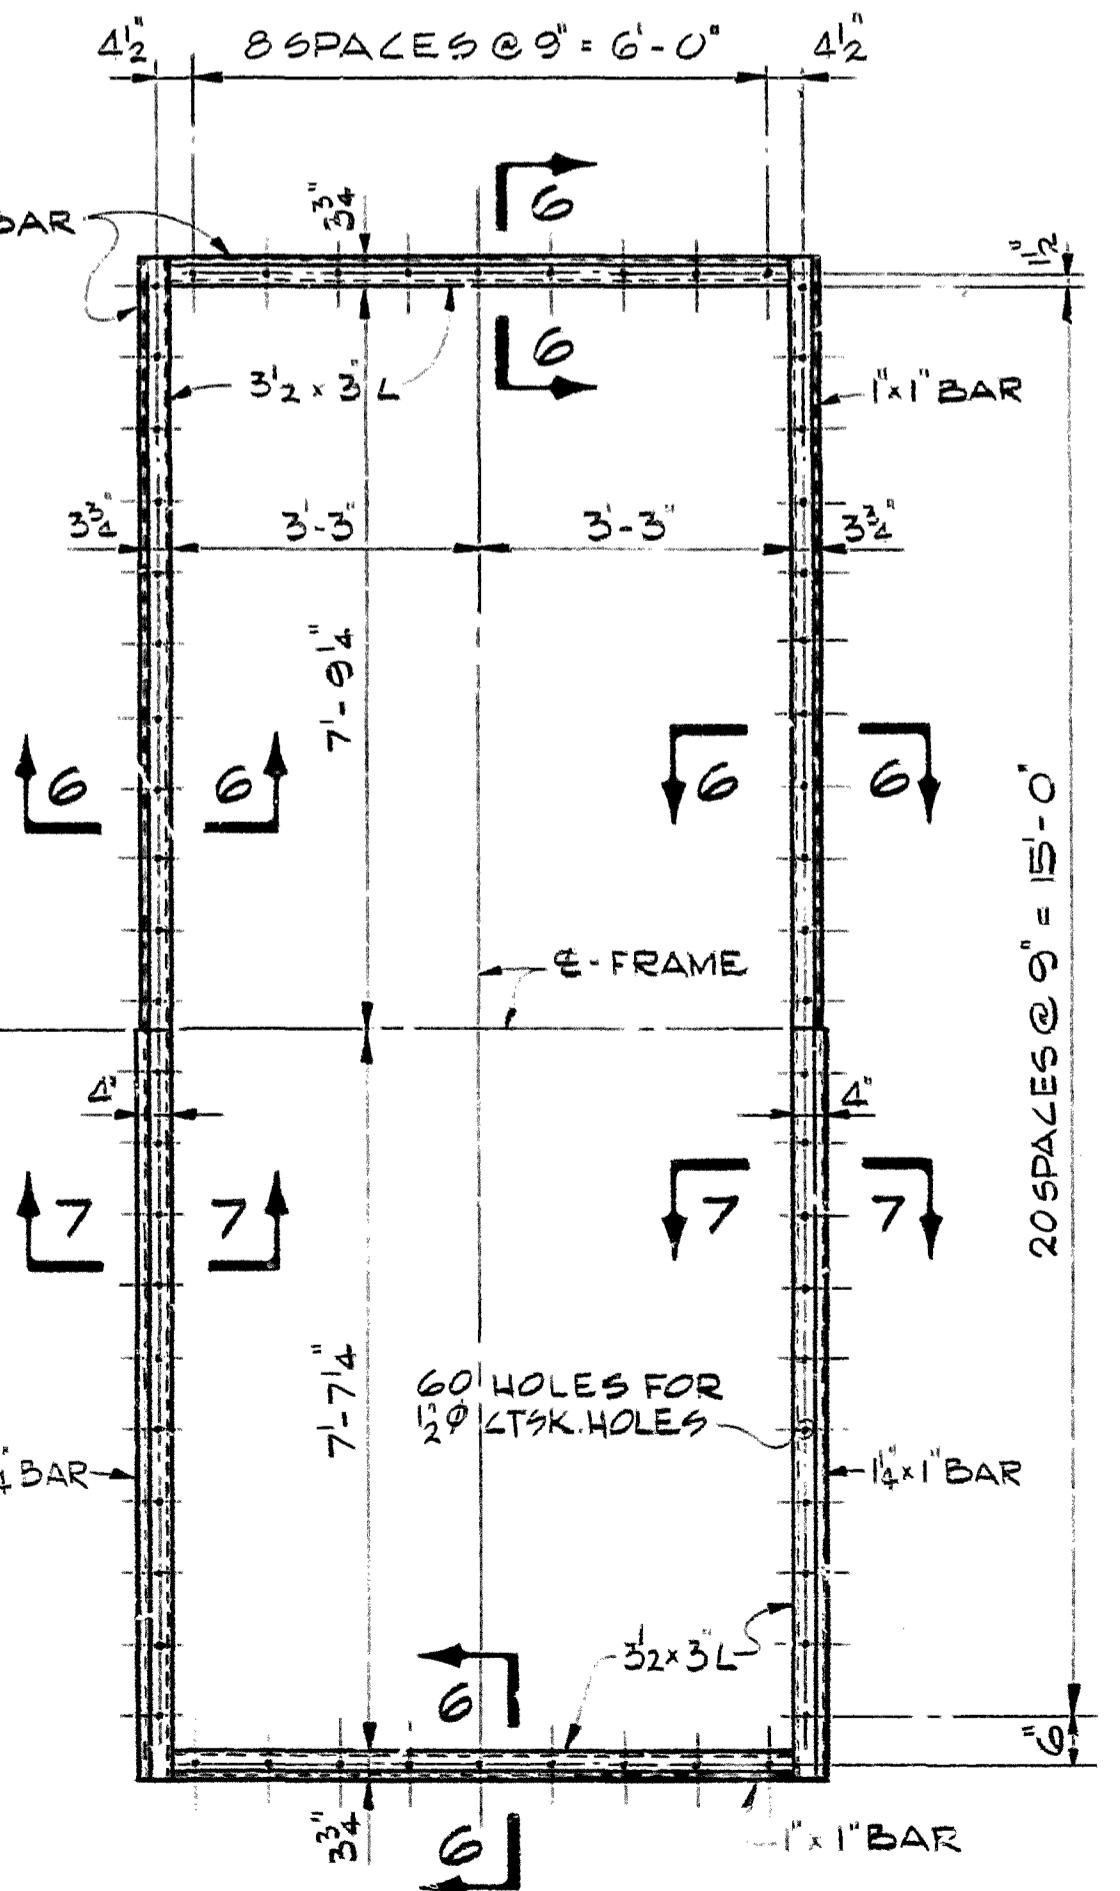 4½" 8 SPACES @ 9" = 6'-0" 4½"
6
3¾"
BAR
1½"
6
3½ x 3" L
1" x 1" BAR
3¾" 3'-3" 3'-3" 3¾"
7'-9¼"
6 6 6 6
20 SPACES @ 9" = 15'-0"
℄-FRAME
4" 4"
7 7 7 7
7'-7¼"
60 HOLES FOR
½"φ CTSK. HOLES
BAR
1¼" x 1" BAR
3½ x 3" L
6
6"
3¾"
6
1" x 1" BAR